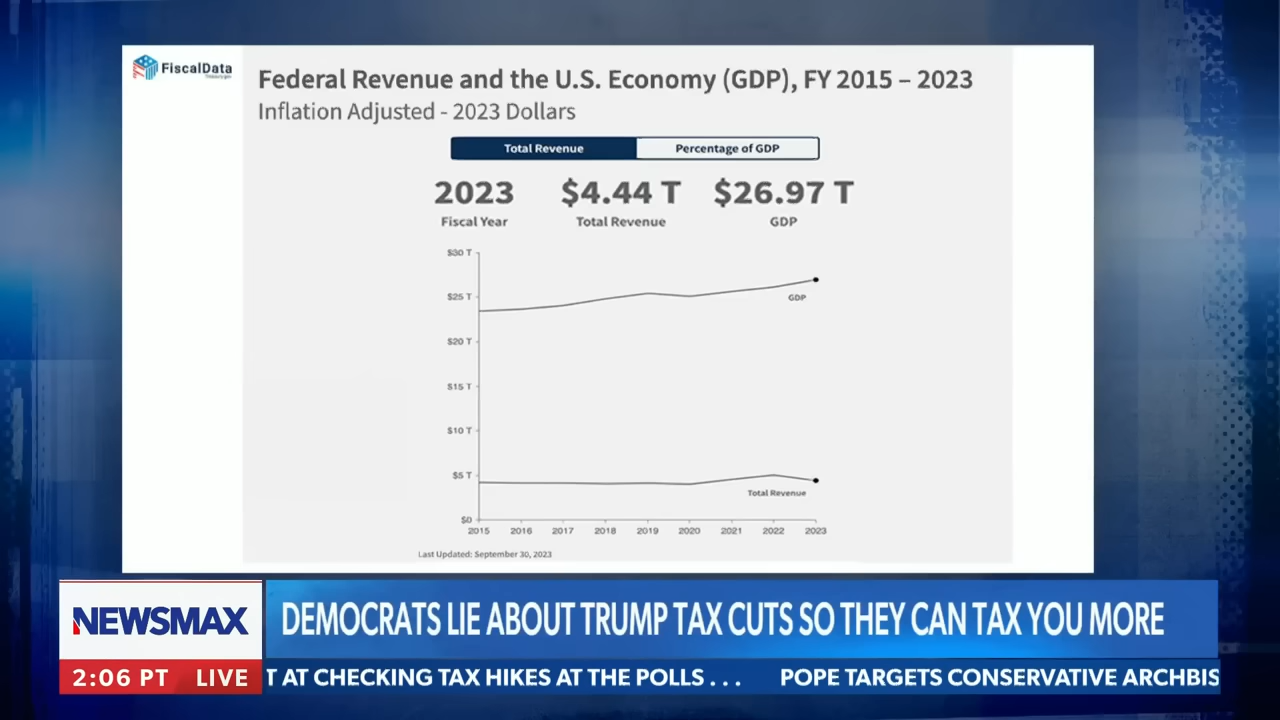 FiscalData
Treasury.gov
Federal Revenue and the U.S. Economy (GDP), FY 2015 – 2023
Inflation Adjusted - 2023 Dollars
Total Revenue Percentage of GDP
2023 $4.44 T $26.97 T
Fiscal Year Total Revenue GDP
$30 T
$25 T
GDP
$20 T
$15 T
$10 T
$5 T
Total Revenue
$0
2015 2016 2017 2018 2019 2020 2021 2022 2023
Last Updated: September 30, 2023
NEWSMAX
DEMOCRATS LIE ABOUT TRUMP TAX CUTS SO THEY CAN TAX YOU MORE
2:06 PT LIVE
T AT CHECKING TAX HIKES AT THE POLLS . . . POPE TARGETS CONSERVATIVE ARCHBIS